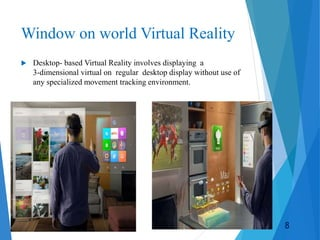 Window on world Virtual Reality
Desktop- based Virtual Reality involves displaying a
3-dimensional virtual on regular desktop display without use of
any specialized movement tracking environment.
8